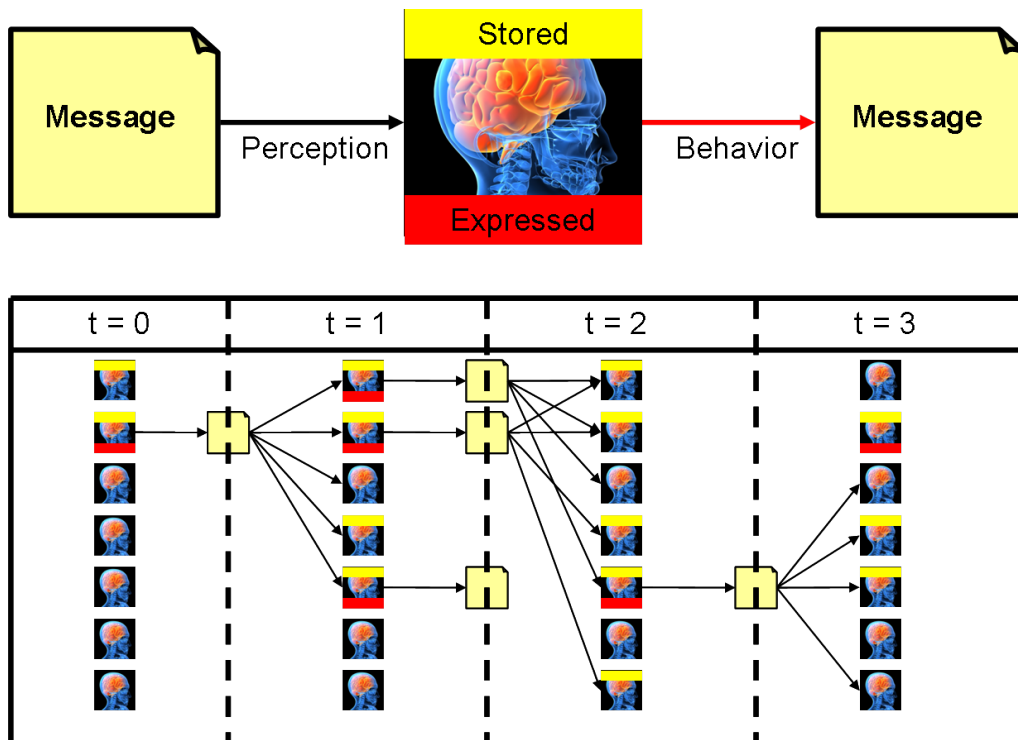 Stored
Message
Message
Perception
Behavior
Expressed
t = 0
t = 1
t = 2
t = 3